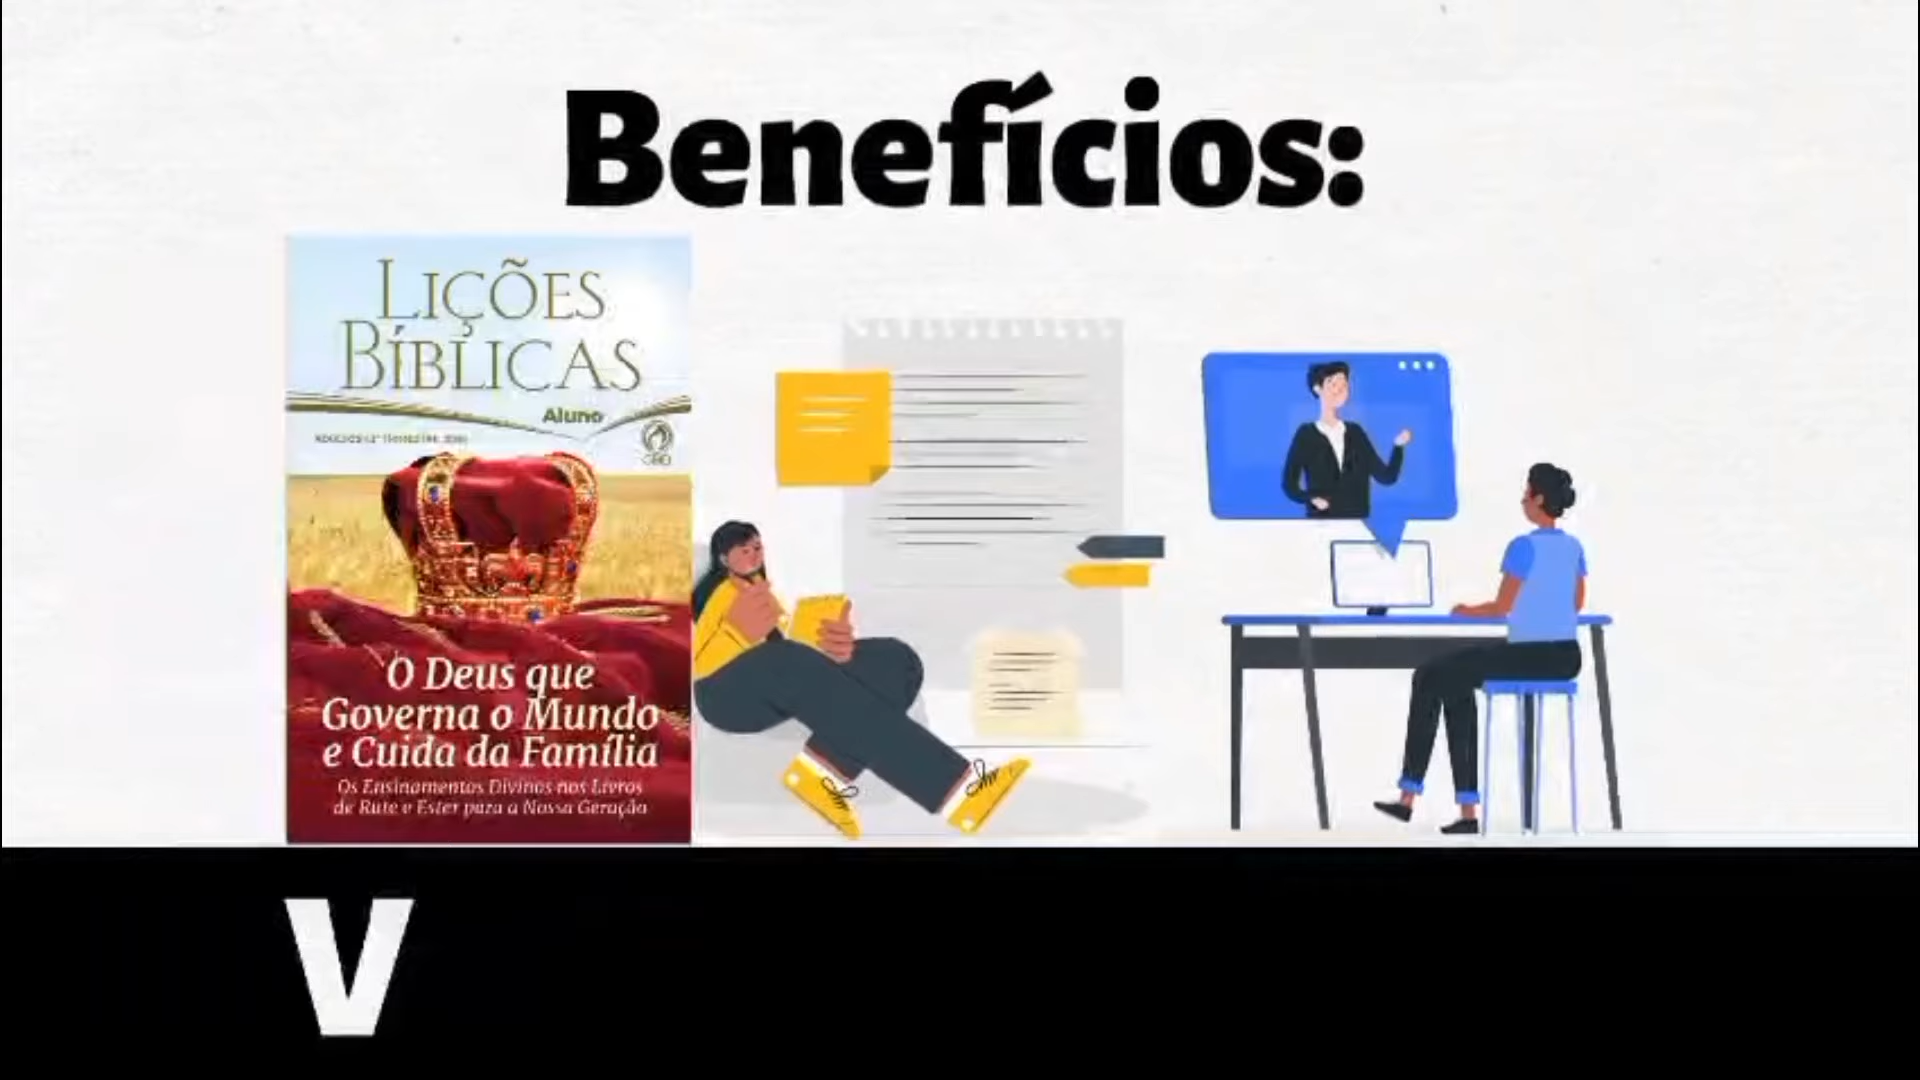 Benefícios:
LIÇÕES
BÍBLICAS
Aluno
CPAD
O Deus que
Governa o Mundo
e Cuida da Família
Os Ensinamentos Divinos nos Livros
de Rute e Ester para a Nossa Geração
V